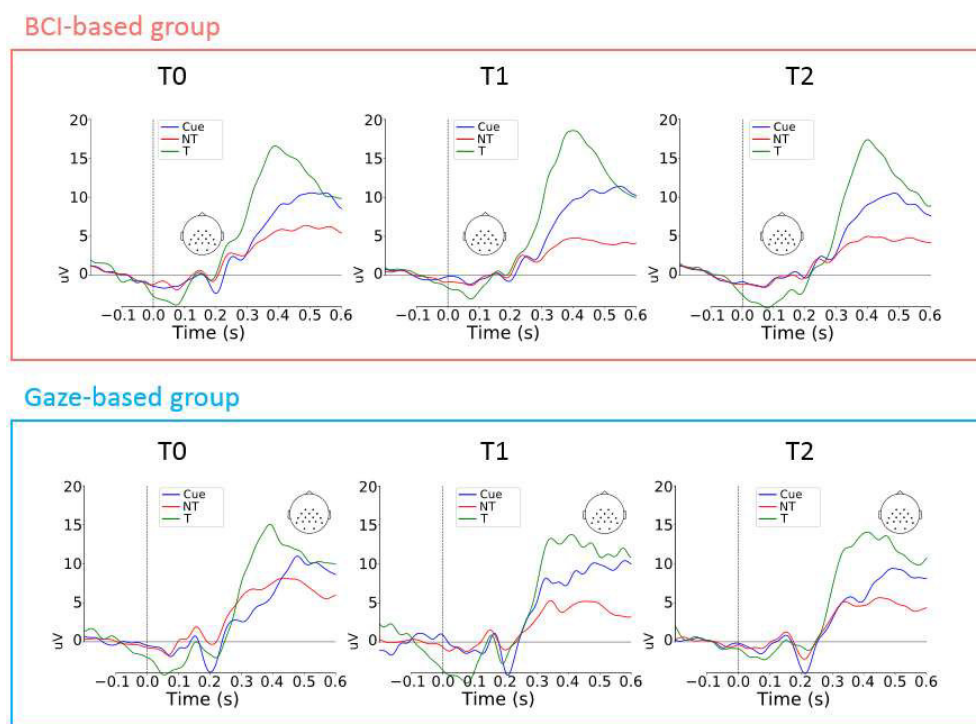 BCI-based group
T0 T1 T2
20 20 20
Cue Cue Cue
NT NT NT
15 T 15 T 15 T
10 10 10
5 5 5
uV 0 uV 0 uV 0
−0.1 0.0 0.1 0.2 0.3 0.4 0.5 0.6 −0.1 0.0 0.1 0.2 0.3 0.4 0.5 0.6 −0.1 0.0 0.1 0.2 0.3 0.4 0.5 0.6
Time (s) Time (s) Time (s)
Gaze-based group
T0 T1 T2
20 20 20
Cue Cue Cue
NT NT NT
15 T 15 T 15 T
10 10 10
5 5 5
uV 0 uV 0 uV 0
−0.1 0.0 0.1 0.2 0.3 0.4 0.5 0.6 −0.1 0.0 0.1 0.2 0.3 0.4 0.5 0.6 −0.1 0.0 0.1 0.2 0.3 0.4 0.5 0.6
Time (s) Time (s) Time (s)